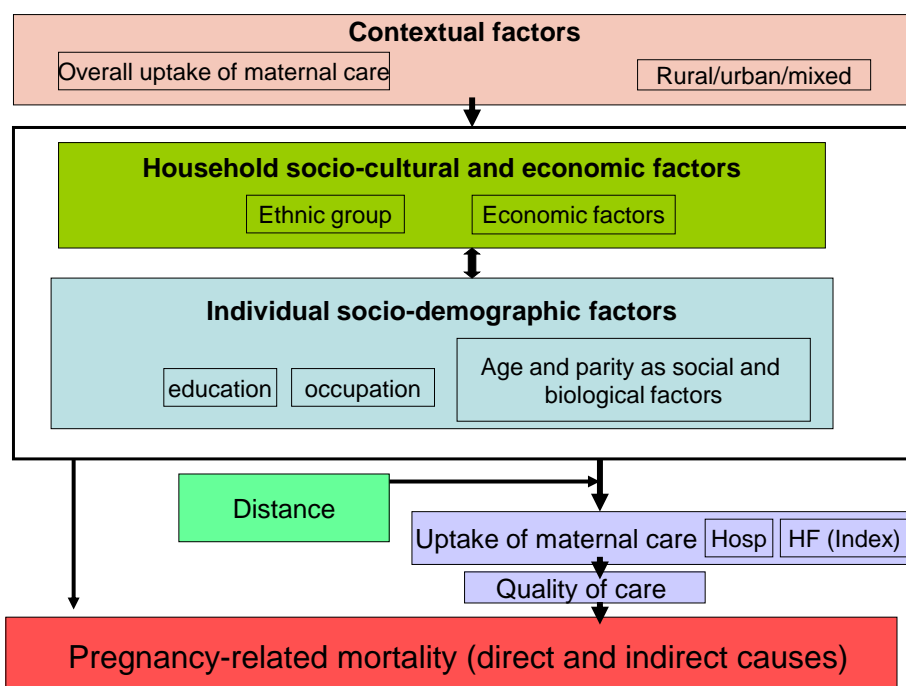 Contextual factors
Overall uptake of maternal care
Rural/urban/mixed
Household socio-cultural and economic factors
Ethnic group
Economic factors
Individual socio-demographic factors
education
occupation
Age and parity as social and
biological factors
Distance
Uptake of maternal care
Hosp
HF (Index)
Quality of care
Pregnancy-related mortality (direct and indirect causes)